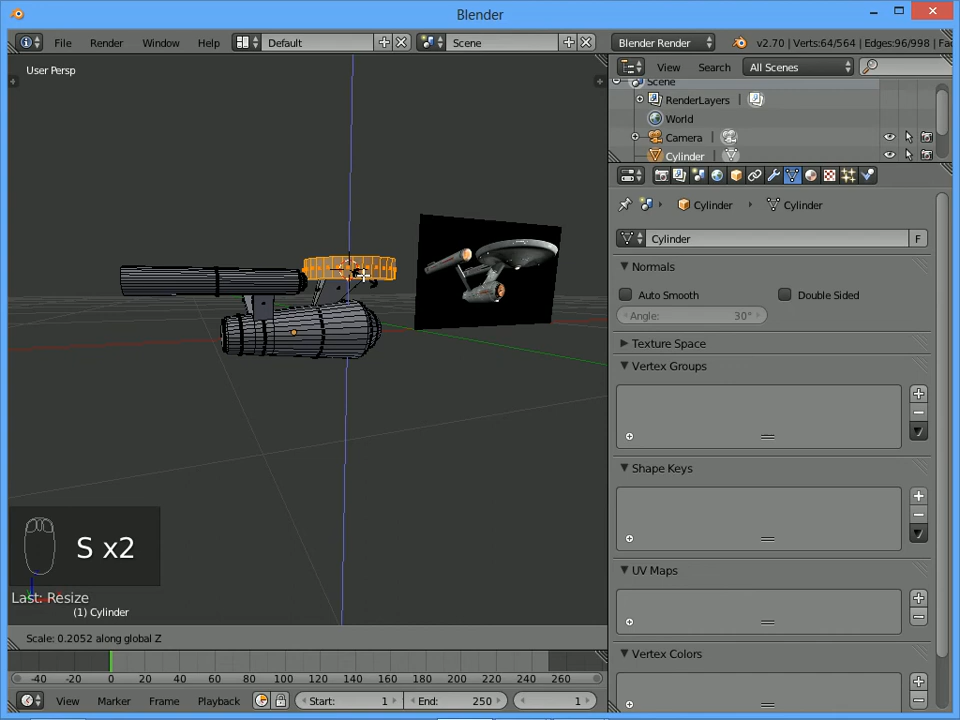 Blender
File Render Window Help Default Scene Blender Render v2.70 | Verts:64/564 | Edges:96/998 | Fa
User Persp
View Search All Scenes
Scene
RenderLayers
World
Camera
Cylinder
Cylinder Cylinder
Cylinder F
Normals
Auto Smooth Double Sided
Angle: 30°
Texture Space
Vertex Groups
Shape Keys
S x2
UV Maps
Last: Resize
(1) Cylinder
Scale: 0.2052 along global Z
Vertex Colors
-40 -20 0 20 40 60 80 100 120 140 160 180 200 220 240 260
View Marker Frame Playback Start: 1 End: 250 1